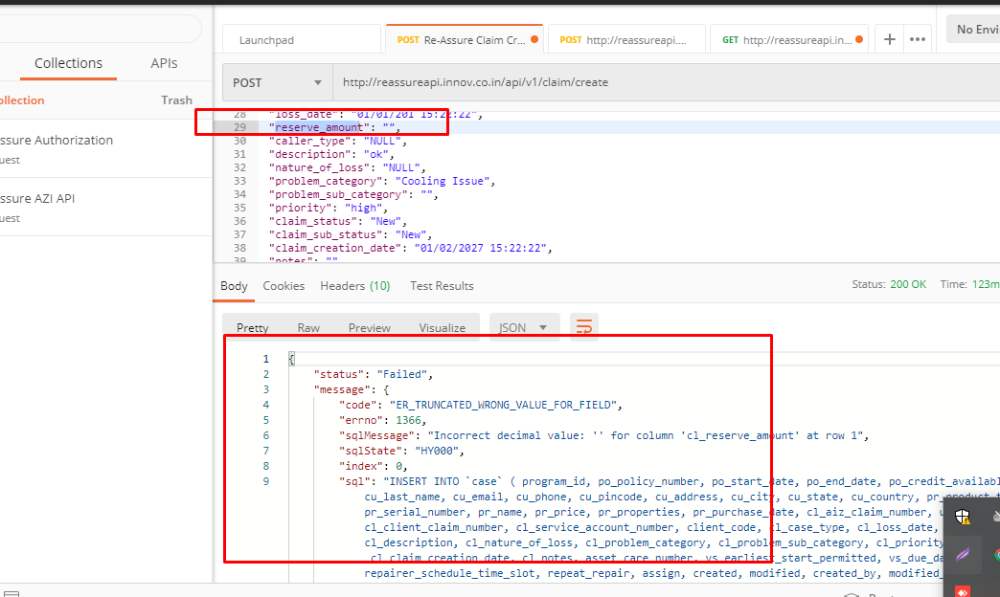 Launchpad
POST Re-Assure Claim Cr...
POST http://reassureapi....
GET http://reassureapi.in...
No Envi
Collections
APIs
ollection
Trash
ssure Authorization
uest
ssure AZI API
uest
POST
http://reassureapi.innov.co.in/api/v1/claim/create
28 "loss_date": "01/01/201 15:22:22",
29 "reserve_amount": "",
30 "caller_type": "NULL",
31 "description": "ok",
32 "nature_of_loss": "NULL",
33 "problem_category": "Cooling Issue",
34 "problem_sub_category": "",
35 "priority": "high",
36 "claim_status": "New",
37 "claim_sub_status": "New",
38 "claim_creation_date": "01/02/2027 15:22:22",
39 "notes": ""
Body
Cookies
Headers (10)
Test Results
Status: 200 OK
Time: 123m
Pretty
Raw
Preview
Visualize
JSON
1 {
2 "status": "Failed",
3 "message": {
4 "code": "ER_TRUNCATED_WRONG_VALUE_FOR_FIELD",
5 "errno": 1366,
6 "sqlMessage": "Incorrect decimal value: '' for column 'cl_reserve_amount' at row 1",
7 "sqlState": "HY000",
8 "index": 0,
9 "sql": "INSERT INTO `case` ( program_id, po_policy_number, po_start_date, po_end_date, po_credit_availabl
cu_last_name, cu_email, cu_phone, cu_pincode, cu_address, cu_city, cu_state, cu_country, pr_product_t
pr_serial_number, pr_name, pr_price, pr_properties, pr_purchase_date, cl_aiz_claim_number, u
cl_client_claim_number, cl_service_account_number, client_code, cl_case_type, cl_loss_date,
cl_description, cl_nature_of_loss, cl_problem_category, cl_problem_sub_category, cl_priority
cl_claim_creation_date, cl_notes, asset_care_number, vs_earliest_start_permitted, vs_due_da
repairer_schedule_time_slot, repeat_repair, assign, created, modified, created_by, modified_